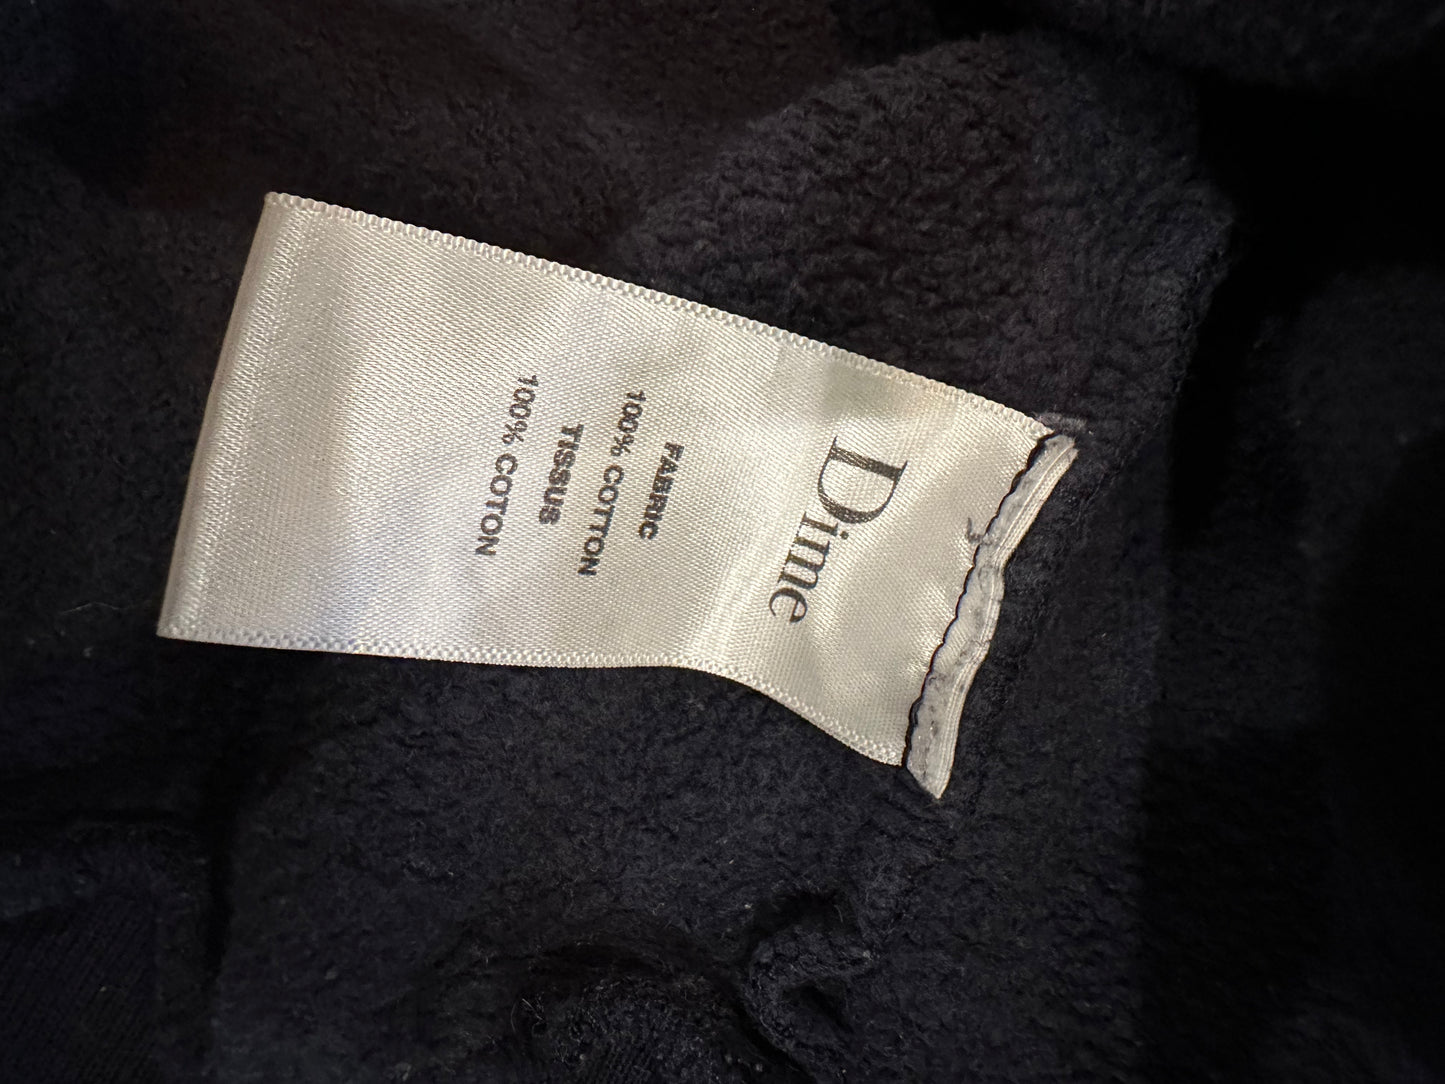 Dime
FABRIC
100% COTTON
TISSUS
100% COTON